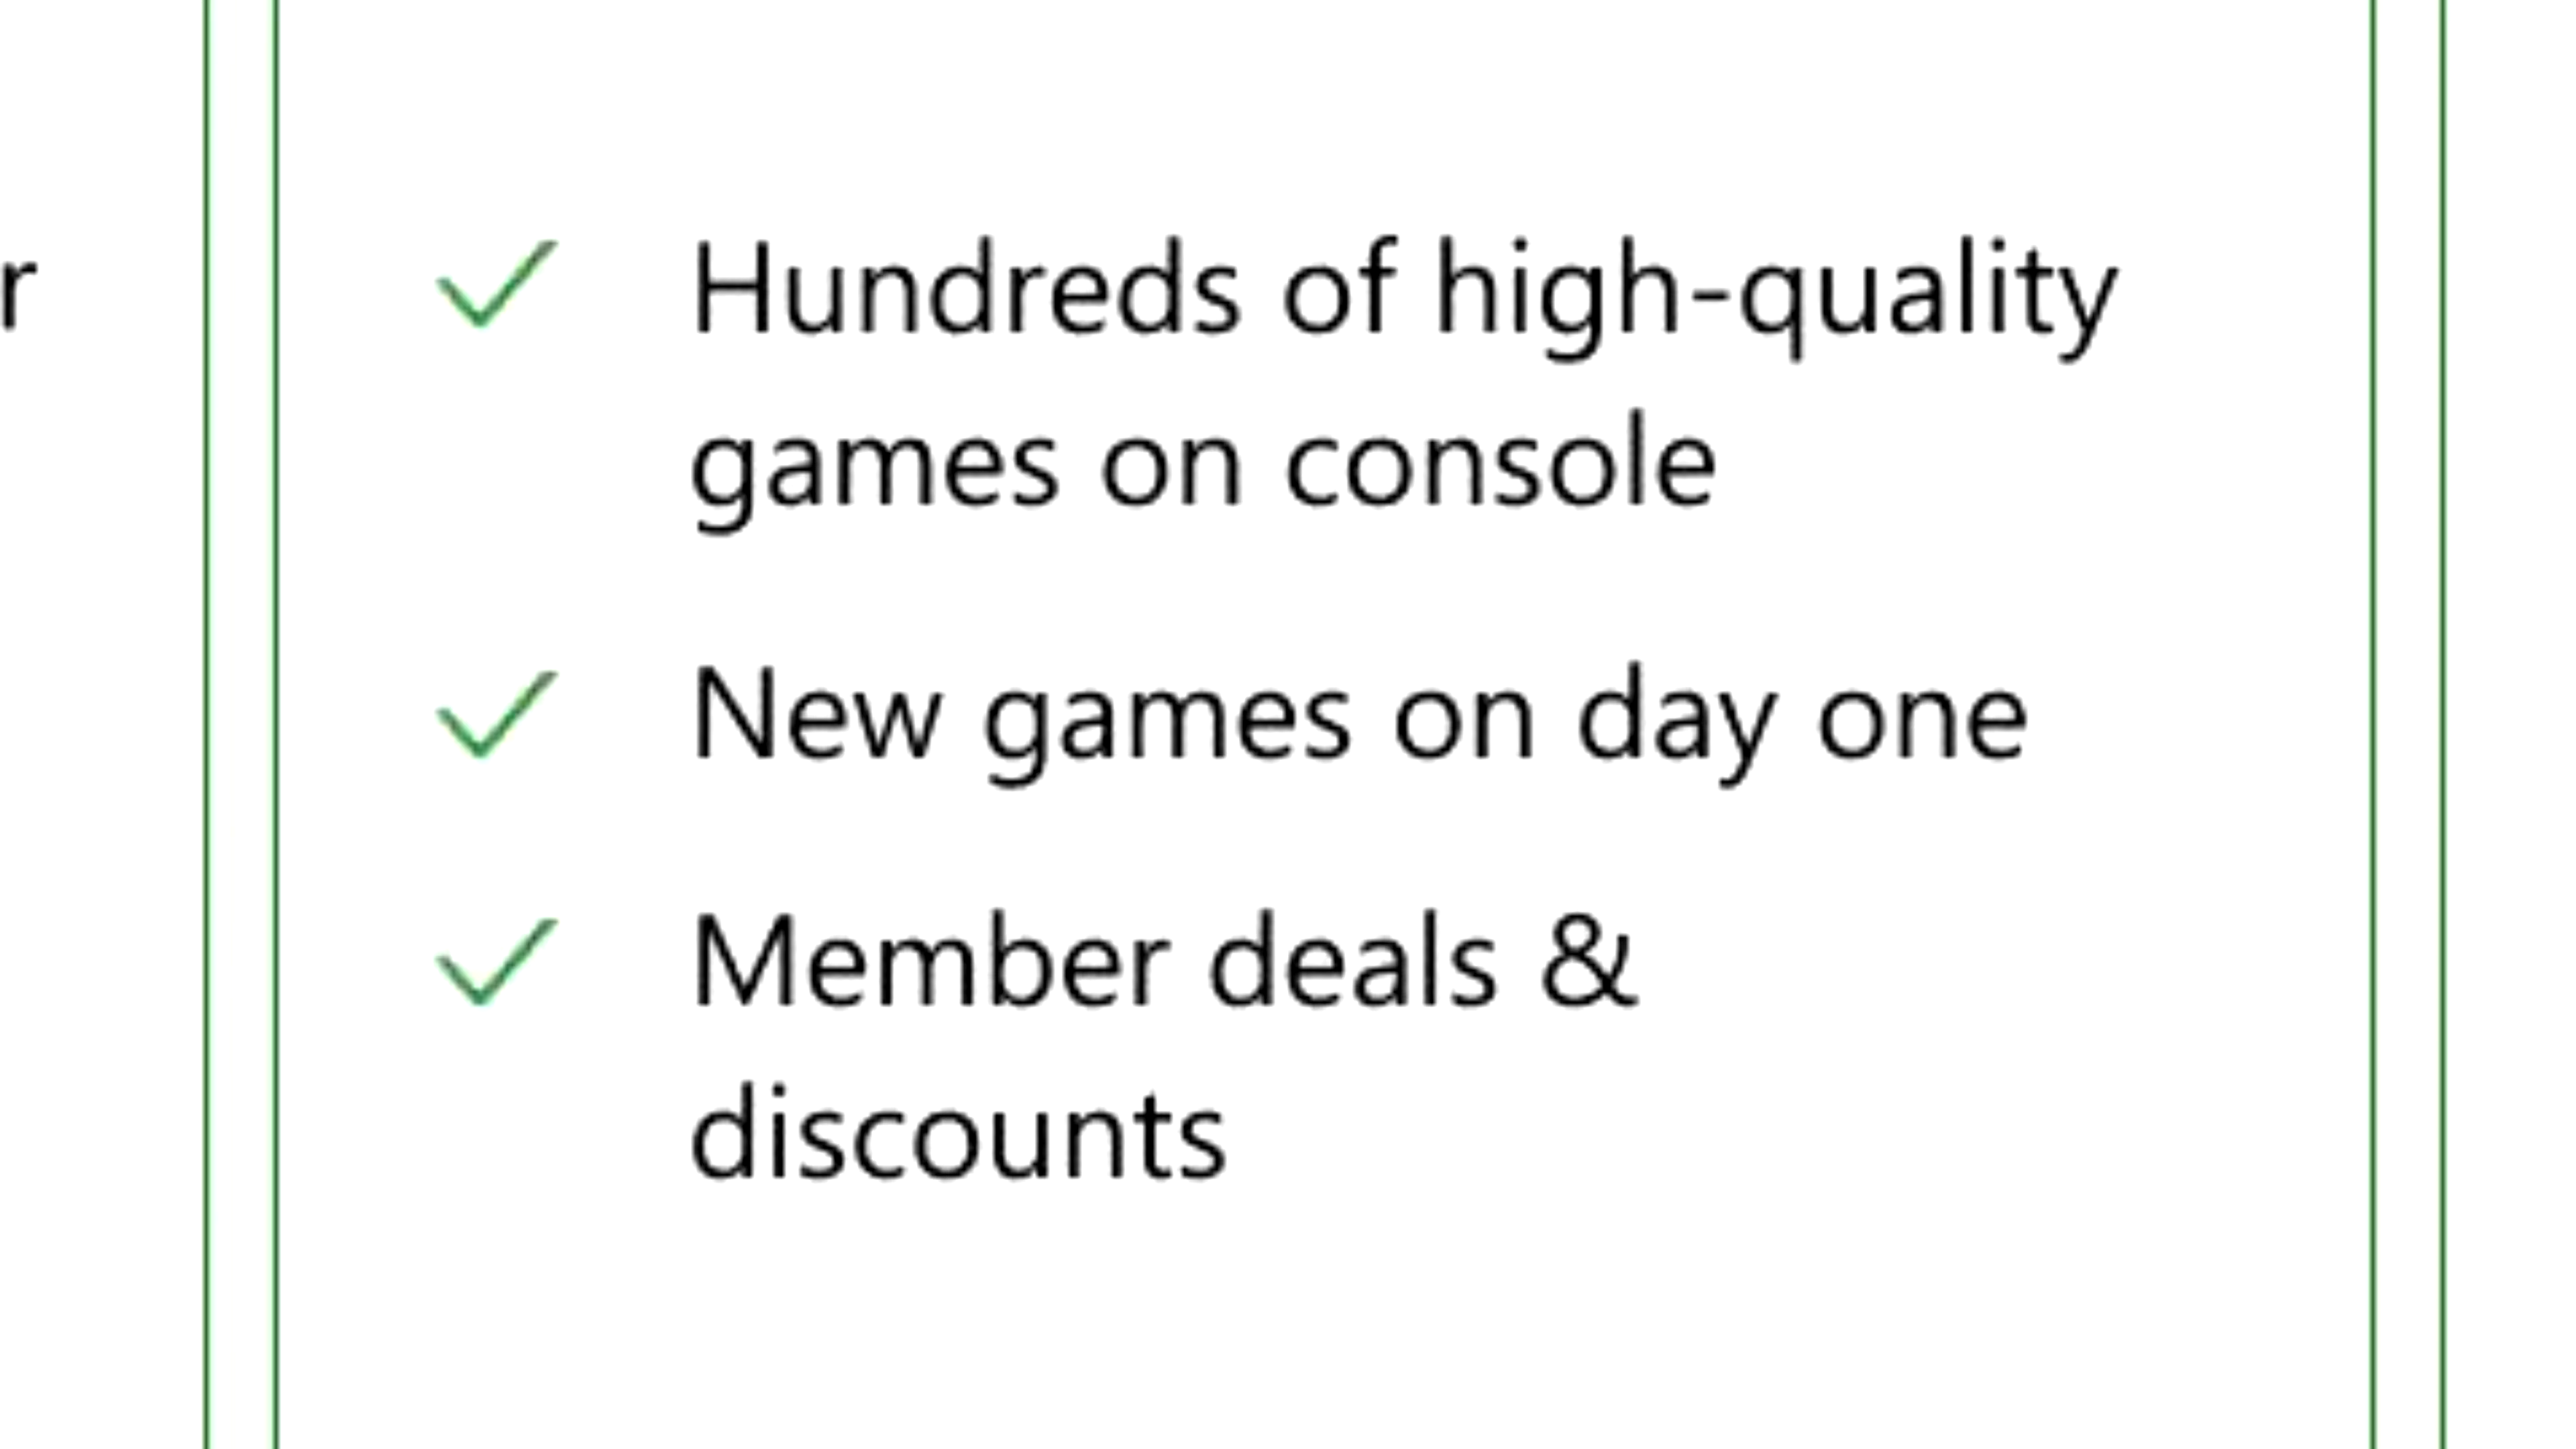 r
Hundreds of high-quality
games on console
New games on day one
Member deals &
discounts